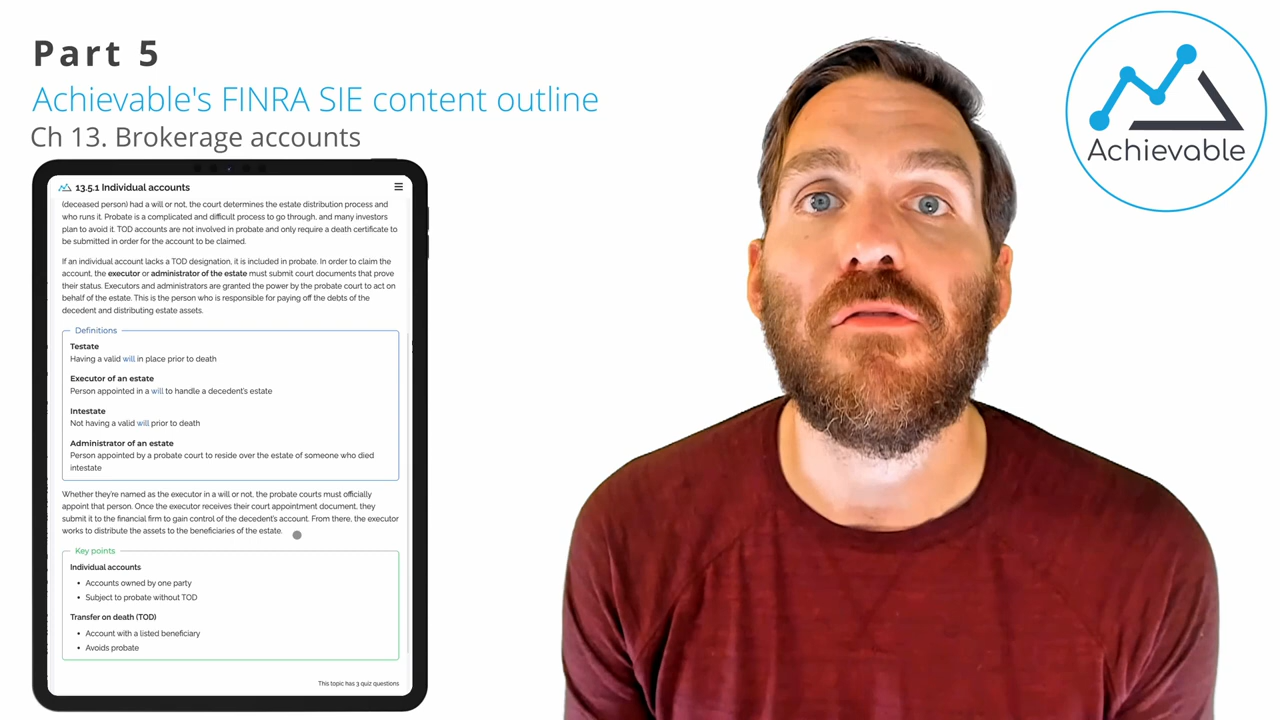 Part 5
Achievable's FINRA SIE content outline
Ch 13. Brokerage accounts
Achievable
13.5.1 Individual accounts
(deceased person) had a will or not, the court determines the estate distribution process and
who runs it. Probate is a complicated and difficult process to go through, and many investors
plan to avoid it. TOD accounts are not involved in probate and only require a death certificate to
be submitted in order for the account to be claimed.
If an individual account lacks a TOD designation, it is included in probate. In order to claim the
account, the executor or administrator of the estate must submit court documents that prove
their status. Executors and administrators are granted the power by the probate court to act on
behalf of the estate. This is the person who is responsible for paying off the debts of the
decedent and distributing estate assets.
Definitions
Testate
Having a valid will in place prior to death
Executor of an estate
Person appointed in a will to handle a decedent's estate
Intestate
Not having a valid will prior to death
Administrator of an estate
Person appointed by a probate court to reside over the estate of someone who died
intestate
Whether they're named as the executor in a will or not, the probate courts must officially
appoint that person. Once the executor receives their court appointment document, they
submit it to the financial firm to gain control of the decedent's account. From there, the executor
works to distribute the assets to the beneficiaries of the estate.
Key points
Individual accounts
• Accounts owned by one party
• Subject to probate without TOD
Transfer on death (TOD)
• Account with a listed beneficiary
• Avoids probate
This topic has 3 quiz questions